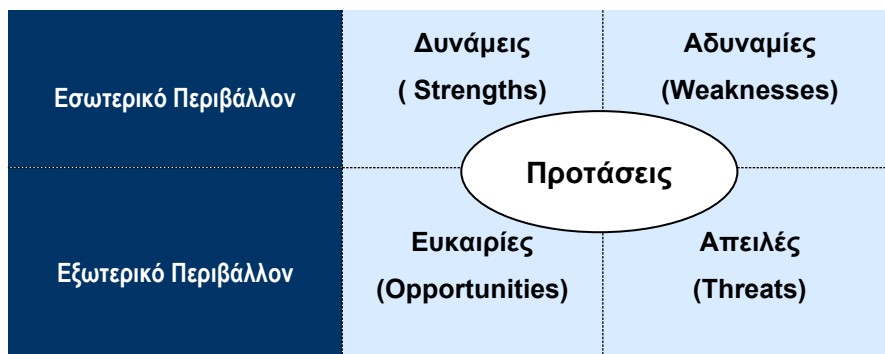 Δυνάμεις
( Strengths)
Αδυναμίες
(Weaknesses)
Εσωτερικό Περιβάλλον
Προτάσεις
Ευκαιρίες
(Opportunities)
Απειλές
(Threats)
Εξωτερικό Περιβάλλον